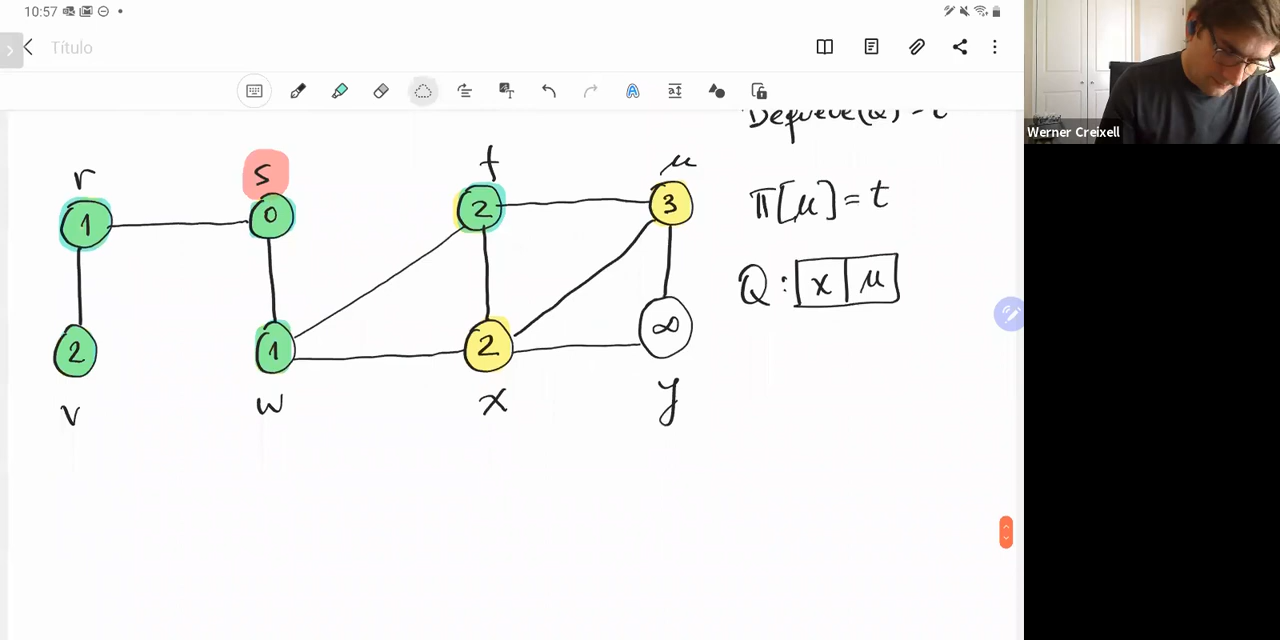 10:57
Título
Werner Creixell
Dequeue(Q) = t
r
s
t
μ
1
0
2
3
π[μ] = t
Q: x μ
2
1
2
∞
v
w
x
y